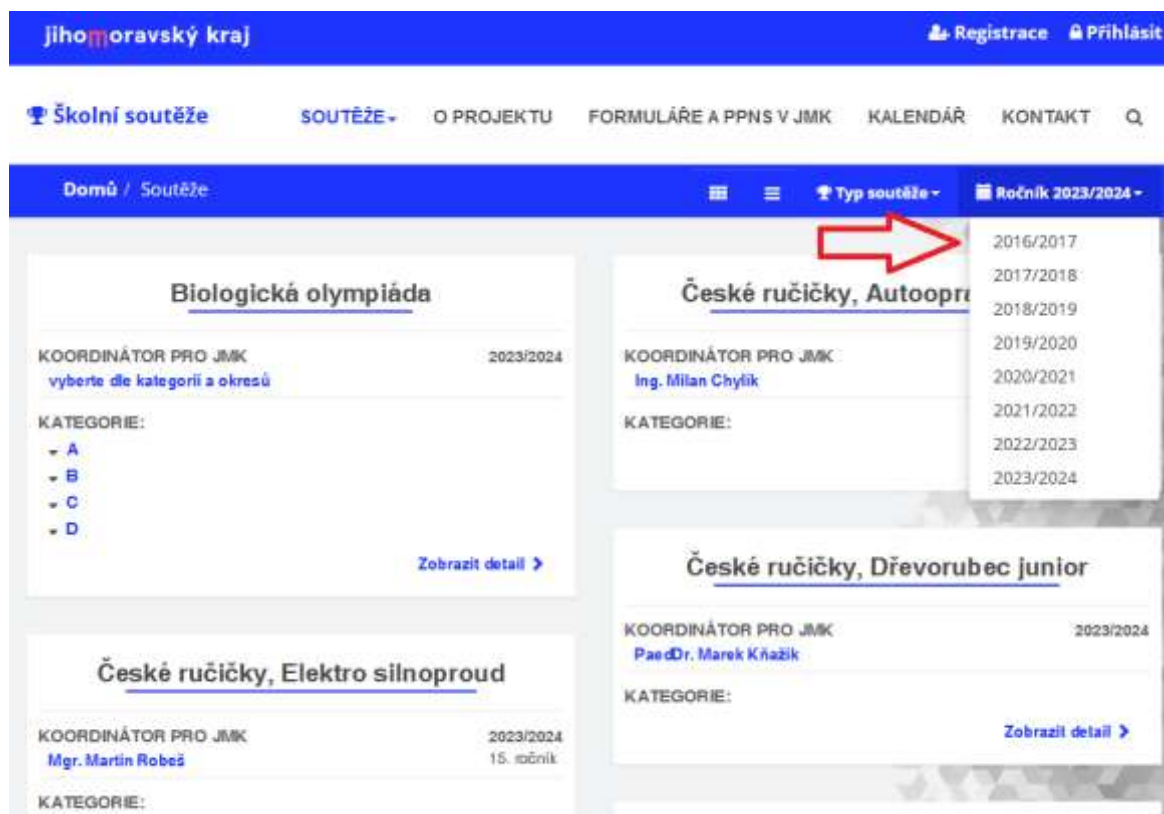 jihomoravský kraj
Registrace Přihlásit
Školní soutěže SOUTĚŽE O PROJEKTU FORMULÁŘE A PPNS V JMK KALENDÁŘ KONTAKT
Domů / Soutěže Typ soutěže Ročník 2023/2024
2016/2017
2017/2018
2018/2019
2019/2020
2020/2021
2021/2022
2022/2023
2023/2024
Biologická olympiáda
KOORDINÁTOR PRO JMK 2023/2024
vyberte dle kategorií a okresů
KATEGORIE:
A
B
C
D
Zobrazit detail
České ručičky, Elektro silnoproud
KOORDINÁTOR PRO JMK 2023/2024
Mgr. Martin Robeš 15. ročník
KATEGORIE:
České ručičky,
KOORDINÁTOR PRO JMK
Ing. Milan Chylík
KATEGORIE:
České ručičky, Dřevorubec junior
KOORDINÁTOR PRO JMK 2023/2024
PaedDr. Marek Kňažík
KATEGORIE:
Zobrazit detail